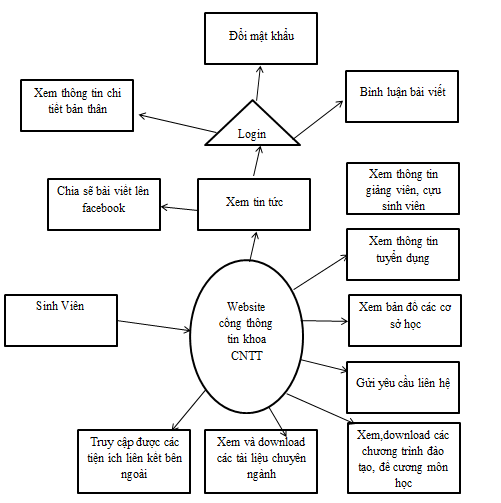 Đổi mật khẩu
Xem thông tin chi
tiết bản thân
Bình luận bài viết
Login
Xem thông tin
giảng viên, cựu
sinh viên
Chia sẽ bài viết lên
facebook
Xem tin tức
Xem thông tin
tuyển dụng
Sinh Viên
Website
công thông
tin khoa
CNTT
Xem bản đồ các cơ
sở học
Gửi yêu cầu liên hệ
Truy cập được các
tiện ích liên kết bên
ngoài
Xem và download
các tài liệu chuyên
ngành
Xem,download các
chương trình đào
tạo, đề cương môn
học